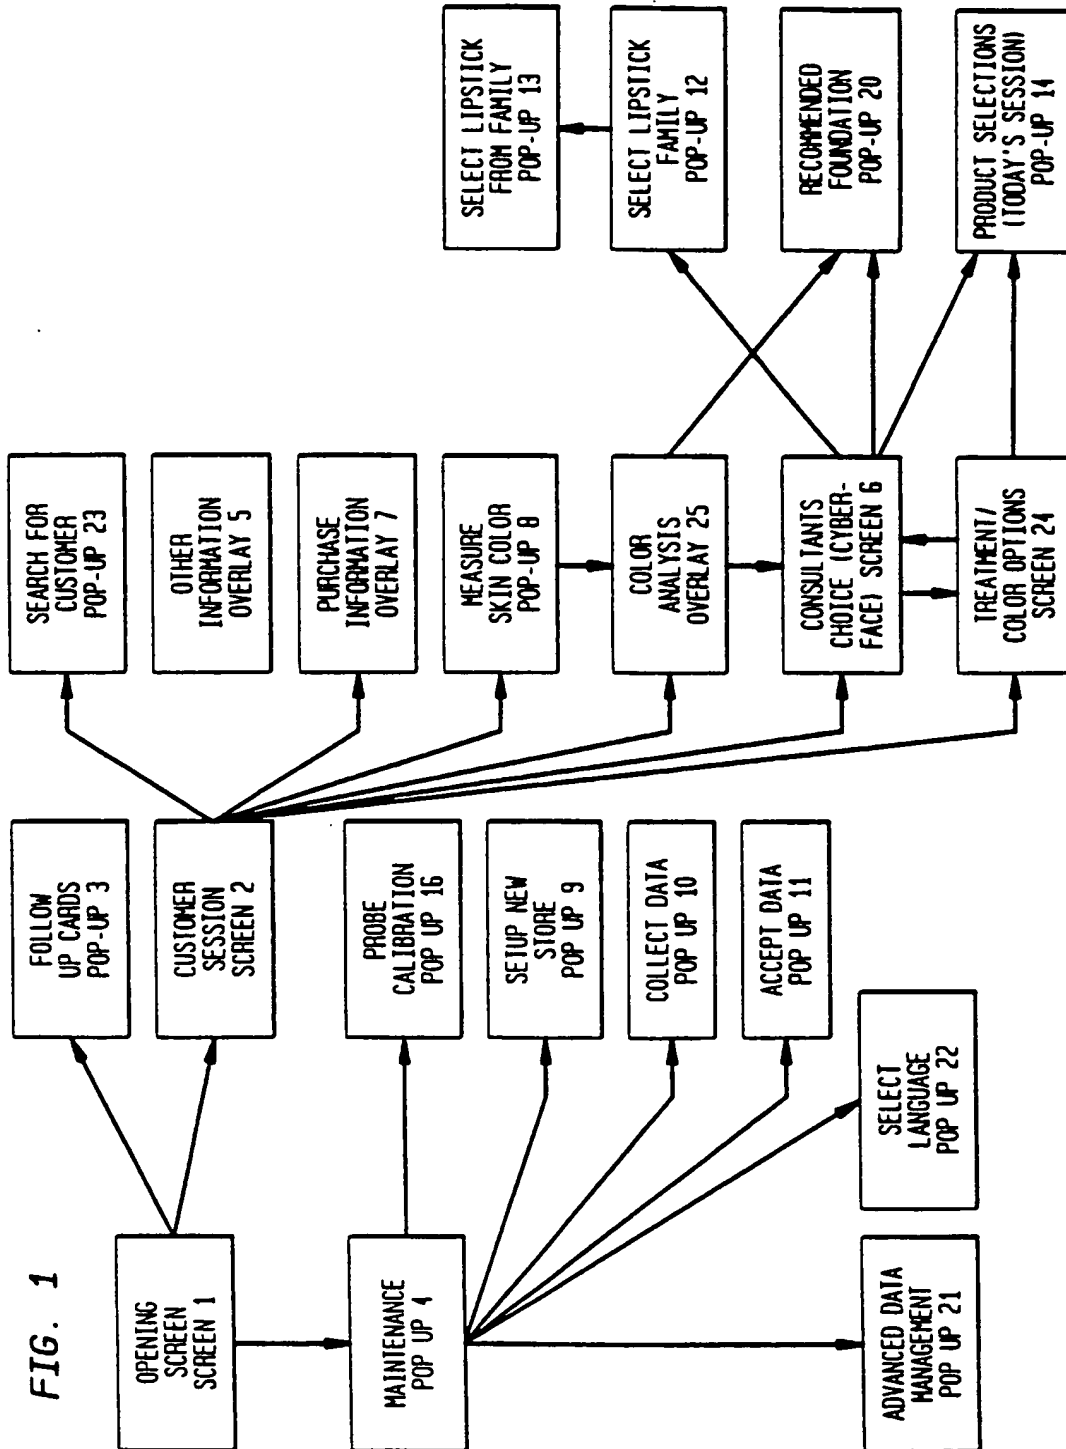 FIG. 1
OPENING
SCREEN
SCREEN 1
MAINTENANCE
POP UP 4
ADVANCED DATA
MANAGEMENT
POP UP 21
FOLLOW
UP CARDS
POP-UP 3
CUSTOMER
SESSION
SCREEN 2
PROBE
CALIBRATION
POP UP 16
SETUP NEW
STORE
POP UP 9
COLLECT DATA
POP UP 10
ACCEPT DATA
POP UP 11
SELECT
LANGUAGE
POP UP 22
SEARCH FOR
CUSTOMER
POP-UP 23
OTHER
INFORMATION
OVERLAY 5
PURCHASE
INFORMATION
OVERLAY 7
MEASURE
SKIN COLOR
POP-UP 8
COLOR
ANALYSIS
OVERLAY 25
CONSULTANTS
CHOICE (CYBER-
FACE) SCREEN 6
TREATMENT/
COLOR OPTIONS
SCREEN 24
SELECT LIPSTICK
FROM FAMILY
POP-UP 13
SELECT LIPSTICK
FAMILY
POP-UP 12
RECOMMENDED
FOUNDATION
POP-UP 20
PRODUCT SELECTIONS
(TODAY'S SESSION)
POP-UP 14